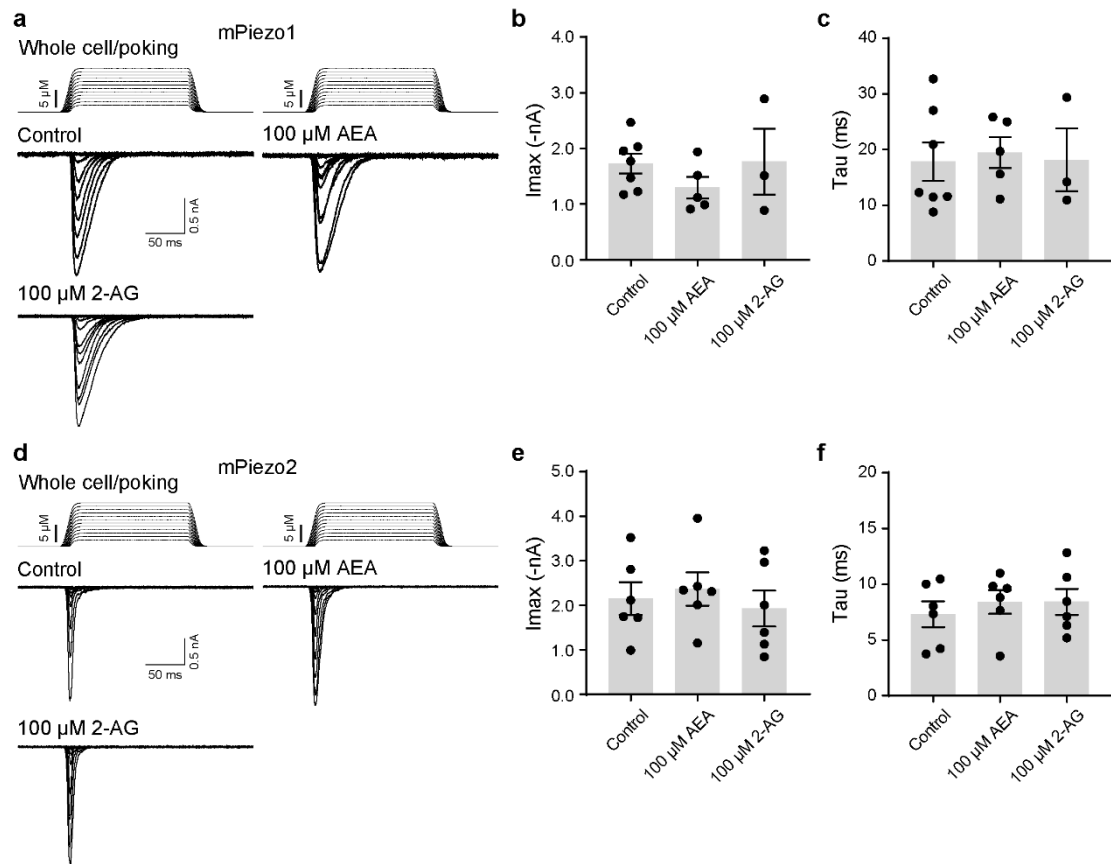 a
mPiezo1
Whole cell/poking
5 µM
5 µM
Control
100 µM AEA
0.5 nA
50 ms
100 µM 2-AG
b
Imax (-nA)
4.0
3.0
2.0
1.0
0.0
Control
100 µM AEA
100 µM 2-AG
c
Tau (ms)
40
30
20
10
0
Control
100 µM AEA
100 µM 2-AG
d
mPiezo2
Whole cell/poking
5 µM
5 µM
Control
100 µM AEA
0.5 nA
50 ms
100 µM 2-AG
e
Imax (-nA)
5.0
4.0
3.0
2.0
1.0
0.0
Control
100 µM AEA
100 µM 2-AG
f
Tau (ms)
20
15
10
5
0
Control
100 µM AEA
100 µM 2-AG